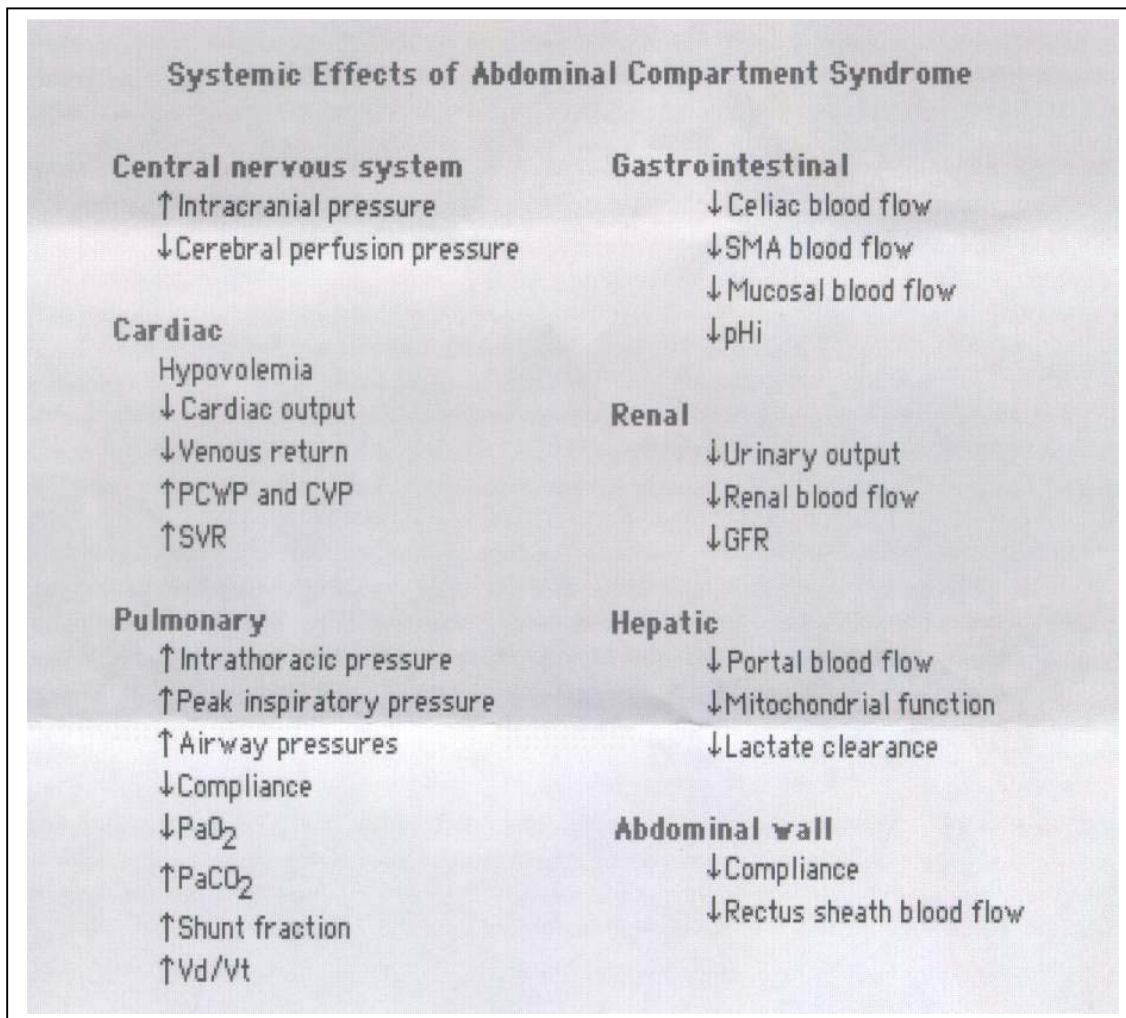 Systemic Effects of Abdominal Compartment Syndrome
Central nervous system
↑Intracranial pressure
↓Cerebral perfusion pressure
Cardiac
Hypovolemia
↓Cardiac output
↓Venous return
↑PCWP and CVP
↑SVR
Pulmonary
↑Intrathoracic pressure
↑Peak inspiratory pressure
↑Airway pressures
↓Compliance
↓PaO₂
↑PaCO₂
↑Shunt fraction
↑Vd/Vt
Gastrointestinal
↓Celiac blood flow
↓SMA blood flow
↓Mucosal blood flow
↓pHi
Renal
↓Urinary output
↓Renal blood flow
↓GFR
Hepatic
↓Portal blood flow
↓Mitochondrial function
↓Lactate clearance
Abdominal wall
↓Compliance
↓Rectus sheath blood flow